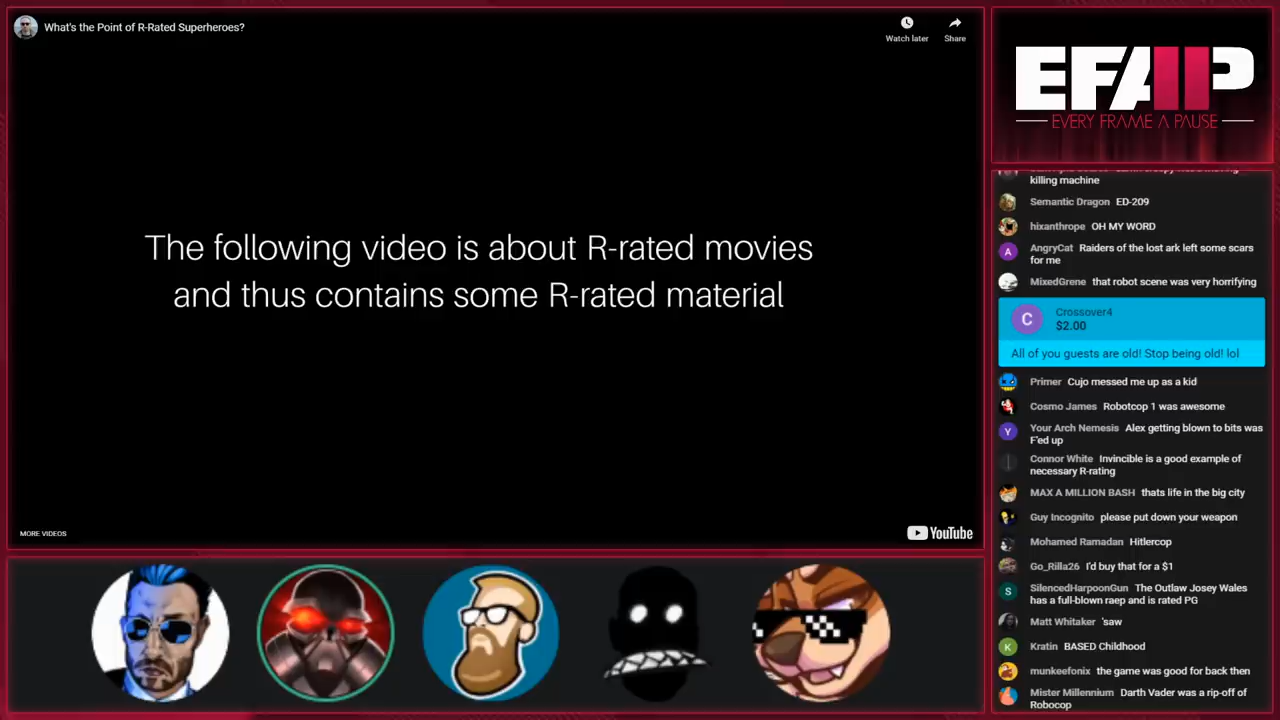 What's the Point of R-Rated Superheroes?
Watch later
Share
The following video is about R-rated movies
and thus contains some R-rated material
MORE VIDEOS
YouTube
EFAP
EVERY FRAME A PAUSE
killing machine
Semantic Dragon ED-209
hixanthrope OH MY WORD
A
AngryCat Raiders of the lost ark left some scars
for me
MixedGrene that robot scene was very horrifying
C
Crossover4
$2.00
All of you guests are old! Stop being old! lol
Primer Cujo messed me up as a kid
Cosmo James Robotcop 1 was awesome
Y
Your Arch Nemesis Alex getting blown to bits was
F'ed up
Connor White Invincible is a good example of
necessary R-rating
MAX A MILLION BASH thats life in the big city
Guy Incognito please put down your weapon
Mohamed Ramadan Hitlercop
Go_Rilla26 I'd buy that for a $1
S
SilencedHarpoonGun The Outlaw Josey Wales
has a full-blown raep and is rated PG
Matt Whitaker 'saw
K
Kratin BASED Childhood
munkeefonix the game was good for back then
Mister Millennium Darth Vader was a rip-off of
Robocop